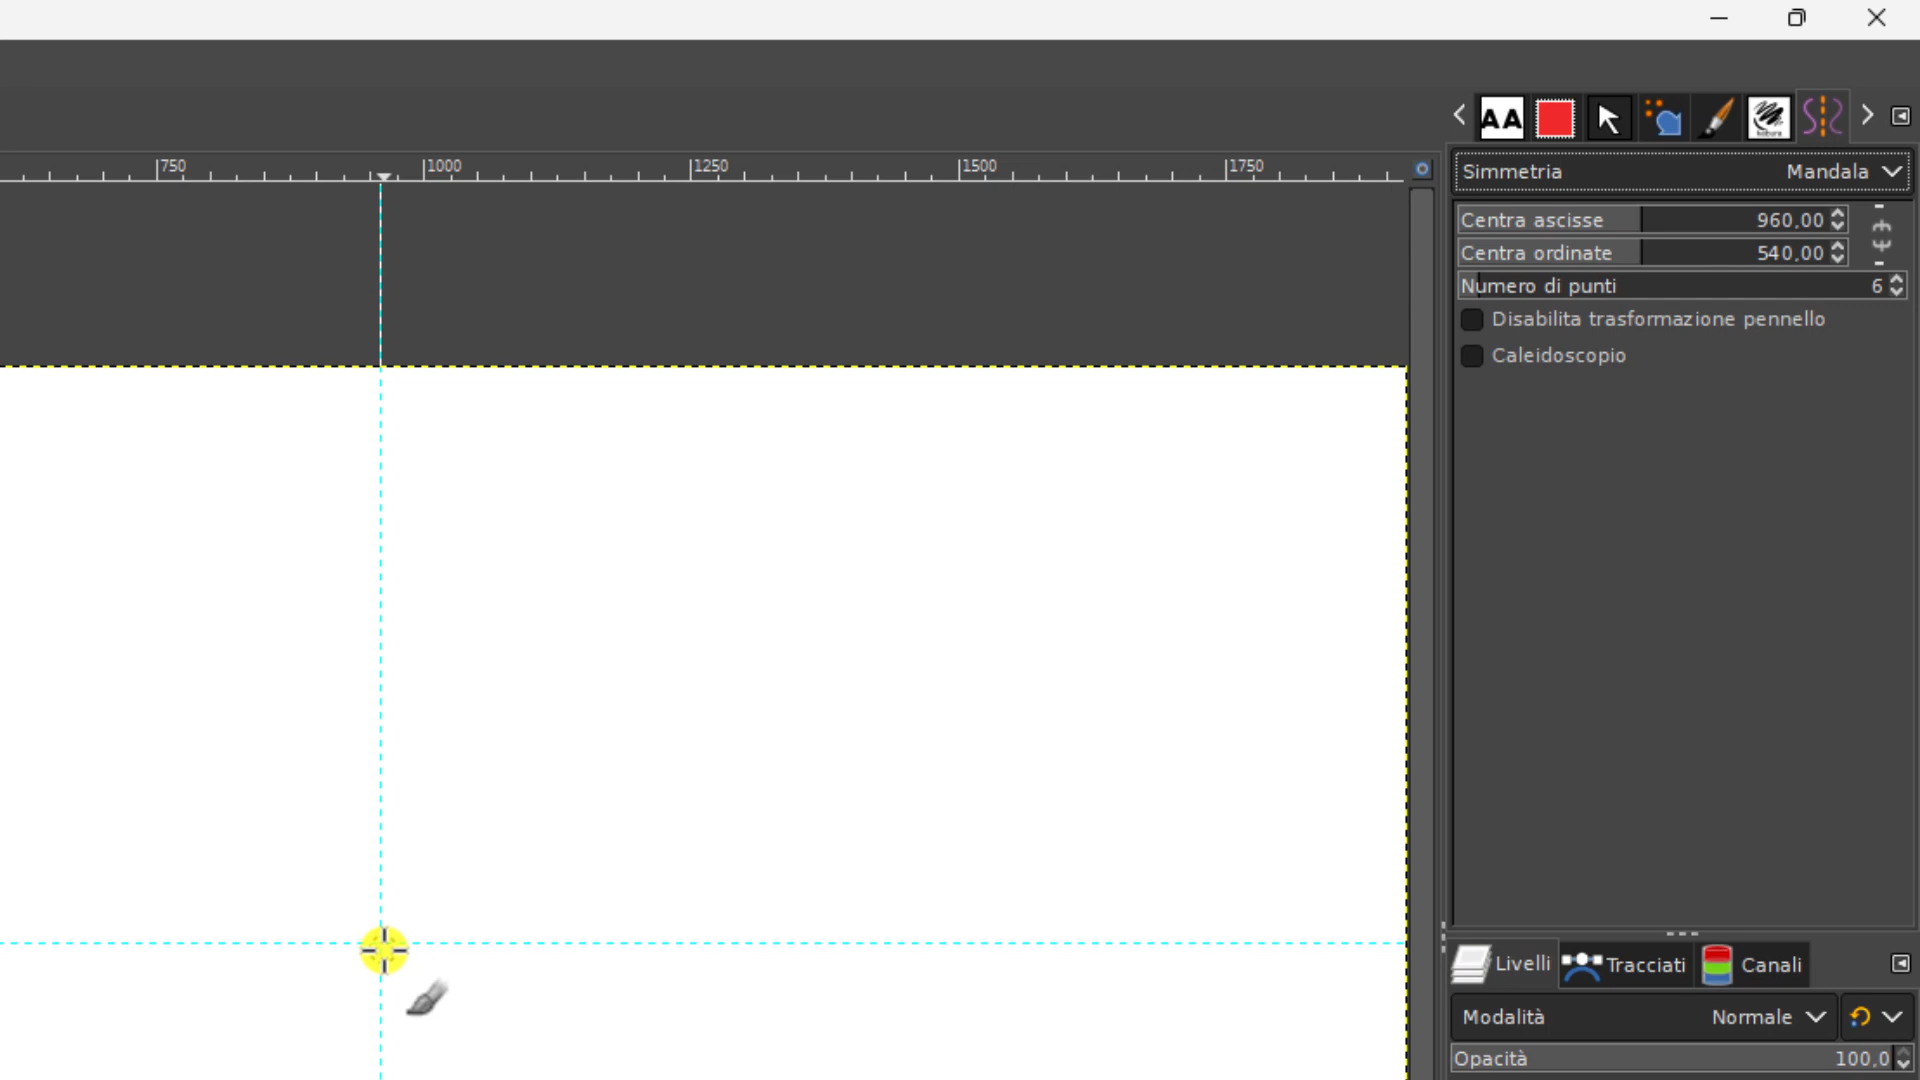 AA
750 1000 1250 1500 1750
Simmetria Mandala
Centra ascisse 960,00
Centra ordinate 540,00
Numero di punti 6
Disabilita trasformazione pennello
Caleidoscopio
Livelli Tracciati Canali
Modalità Normale
Opacità 100,0